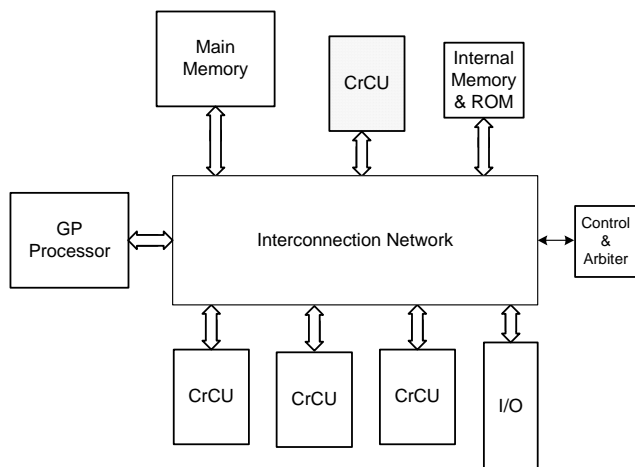 Main
Memory
CrCU
Internal
Memory
& ROM
GP
Processor
Interconnection Network
Control
&
Arbiter
CrCU
CrCU
CrCU
I/O